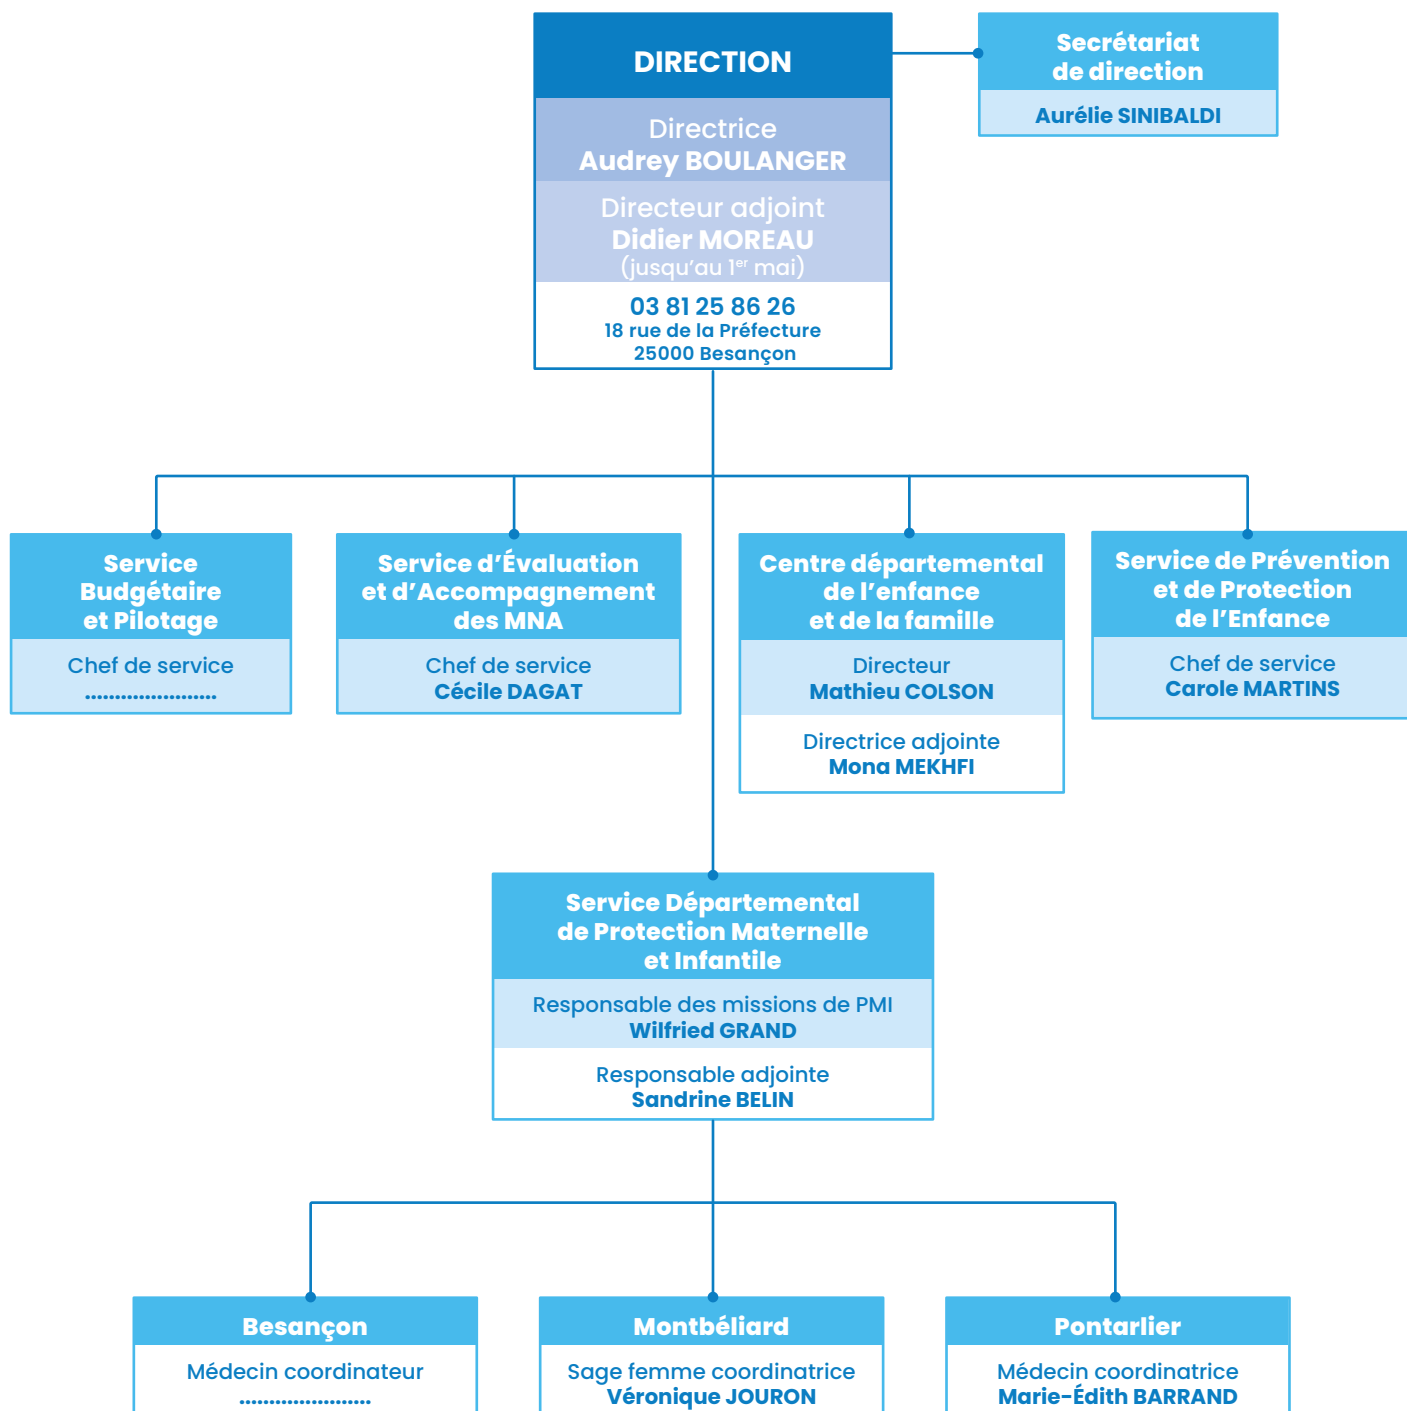 DIRECTION
Directrice
Audrey BOULANGER
Directeur adjoint
Didier MOREAU
(jusqu'au 1er mai)
03 81 25 86 26
18 rue de la Préfecture
25000 Besançon
Secrétariat
de direction
Aurélie SINIBALDI
Service
Budgétaire
et Pilotage
Chef de service
......................
Service d'Évaluation
et d'Accompagnement
des MNA
Chef de service
Cécile DAGAT
Centre départemental
de l'enfance
et de la famille
Directeur
Mathieu COLSON
Directrice adjointe
Mona MEKHFI
Service de Prévention
et de Protection
de l'Enfance
Chef de service
Carole MARTINS
Service Départemental
de Protection Maternelle
et Infantile
Responsable des missions de PMI
Wilfried GRAND
Responsable adjointe
Sandrine BELIN
Besançon
Médecin coordinateur
......................
Montbéliard
Sage femme coordinatrice
Véronique JOURON
Pontarlier
Médecin coordinatrice
Marie-Édith BARRAND